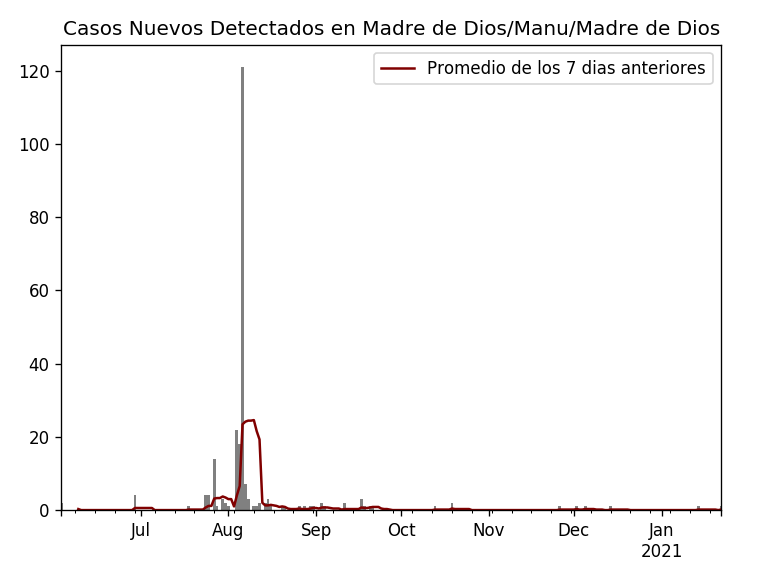 Casos Nuevos Detectados en Madre de Dios/Manu/Madre de Dios
Promedio de los 7 dias anteriores
120
100
80
60
40
20
0
Jul Aug Sep Oct Nov Dec Jan
2021